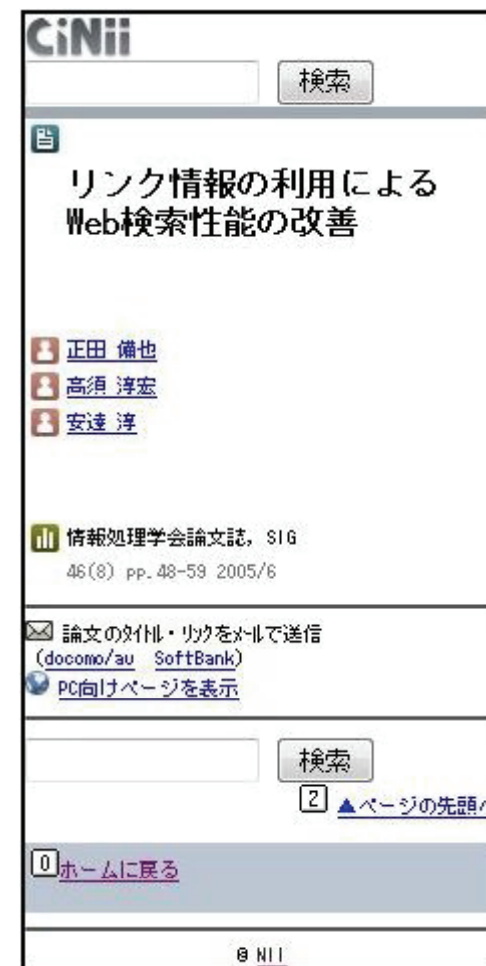 CiNii
検索
リンク情報の利用による
Web検索性能の改善
正田 備也
高須 淳宏
安達 淳
情報処理学会論文誌, SIG
46(8) pp.48-59 2005/6
論文のﾀｲﾄﾙ・ﾘﾝｸをﾒｰﾙで送信
(docomo/au SoftBank)
PC向けページを表示
検索
2 ▲ページの先頭へ
0 ホームに戻る
@ NII